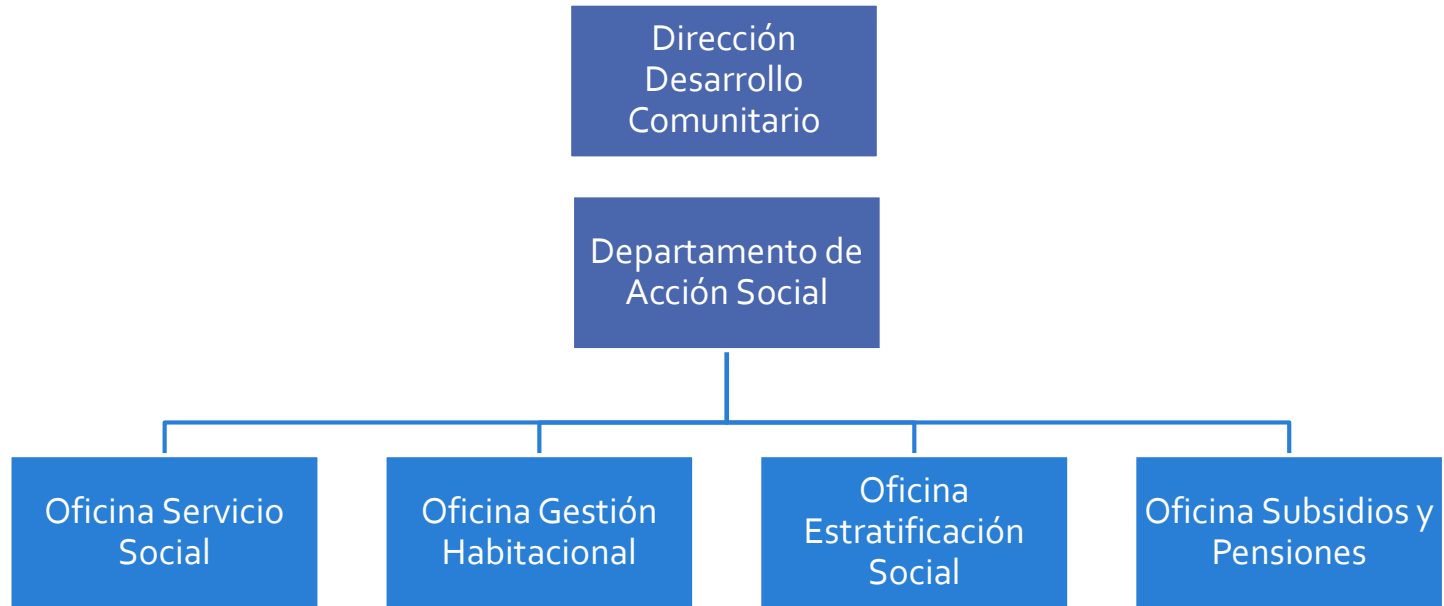 Dirección
Desarrollo
Comunitario
Departamento de
Acción Social
Oficina Servicio
Social
Oficina Gestión
Habitacional
Oficina
Estratificación
Social
Oficina Subsidios y
Pensiones